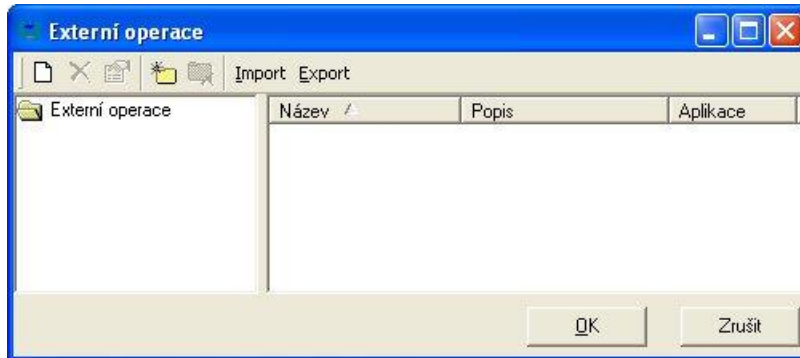 Externí operace
Import Export
Externí operace
Název Popis Aplikace
OK Zrušit